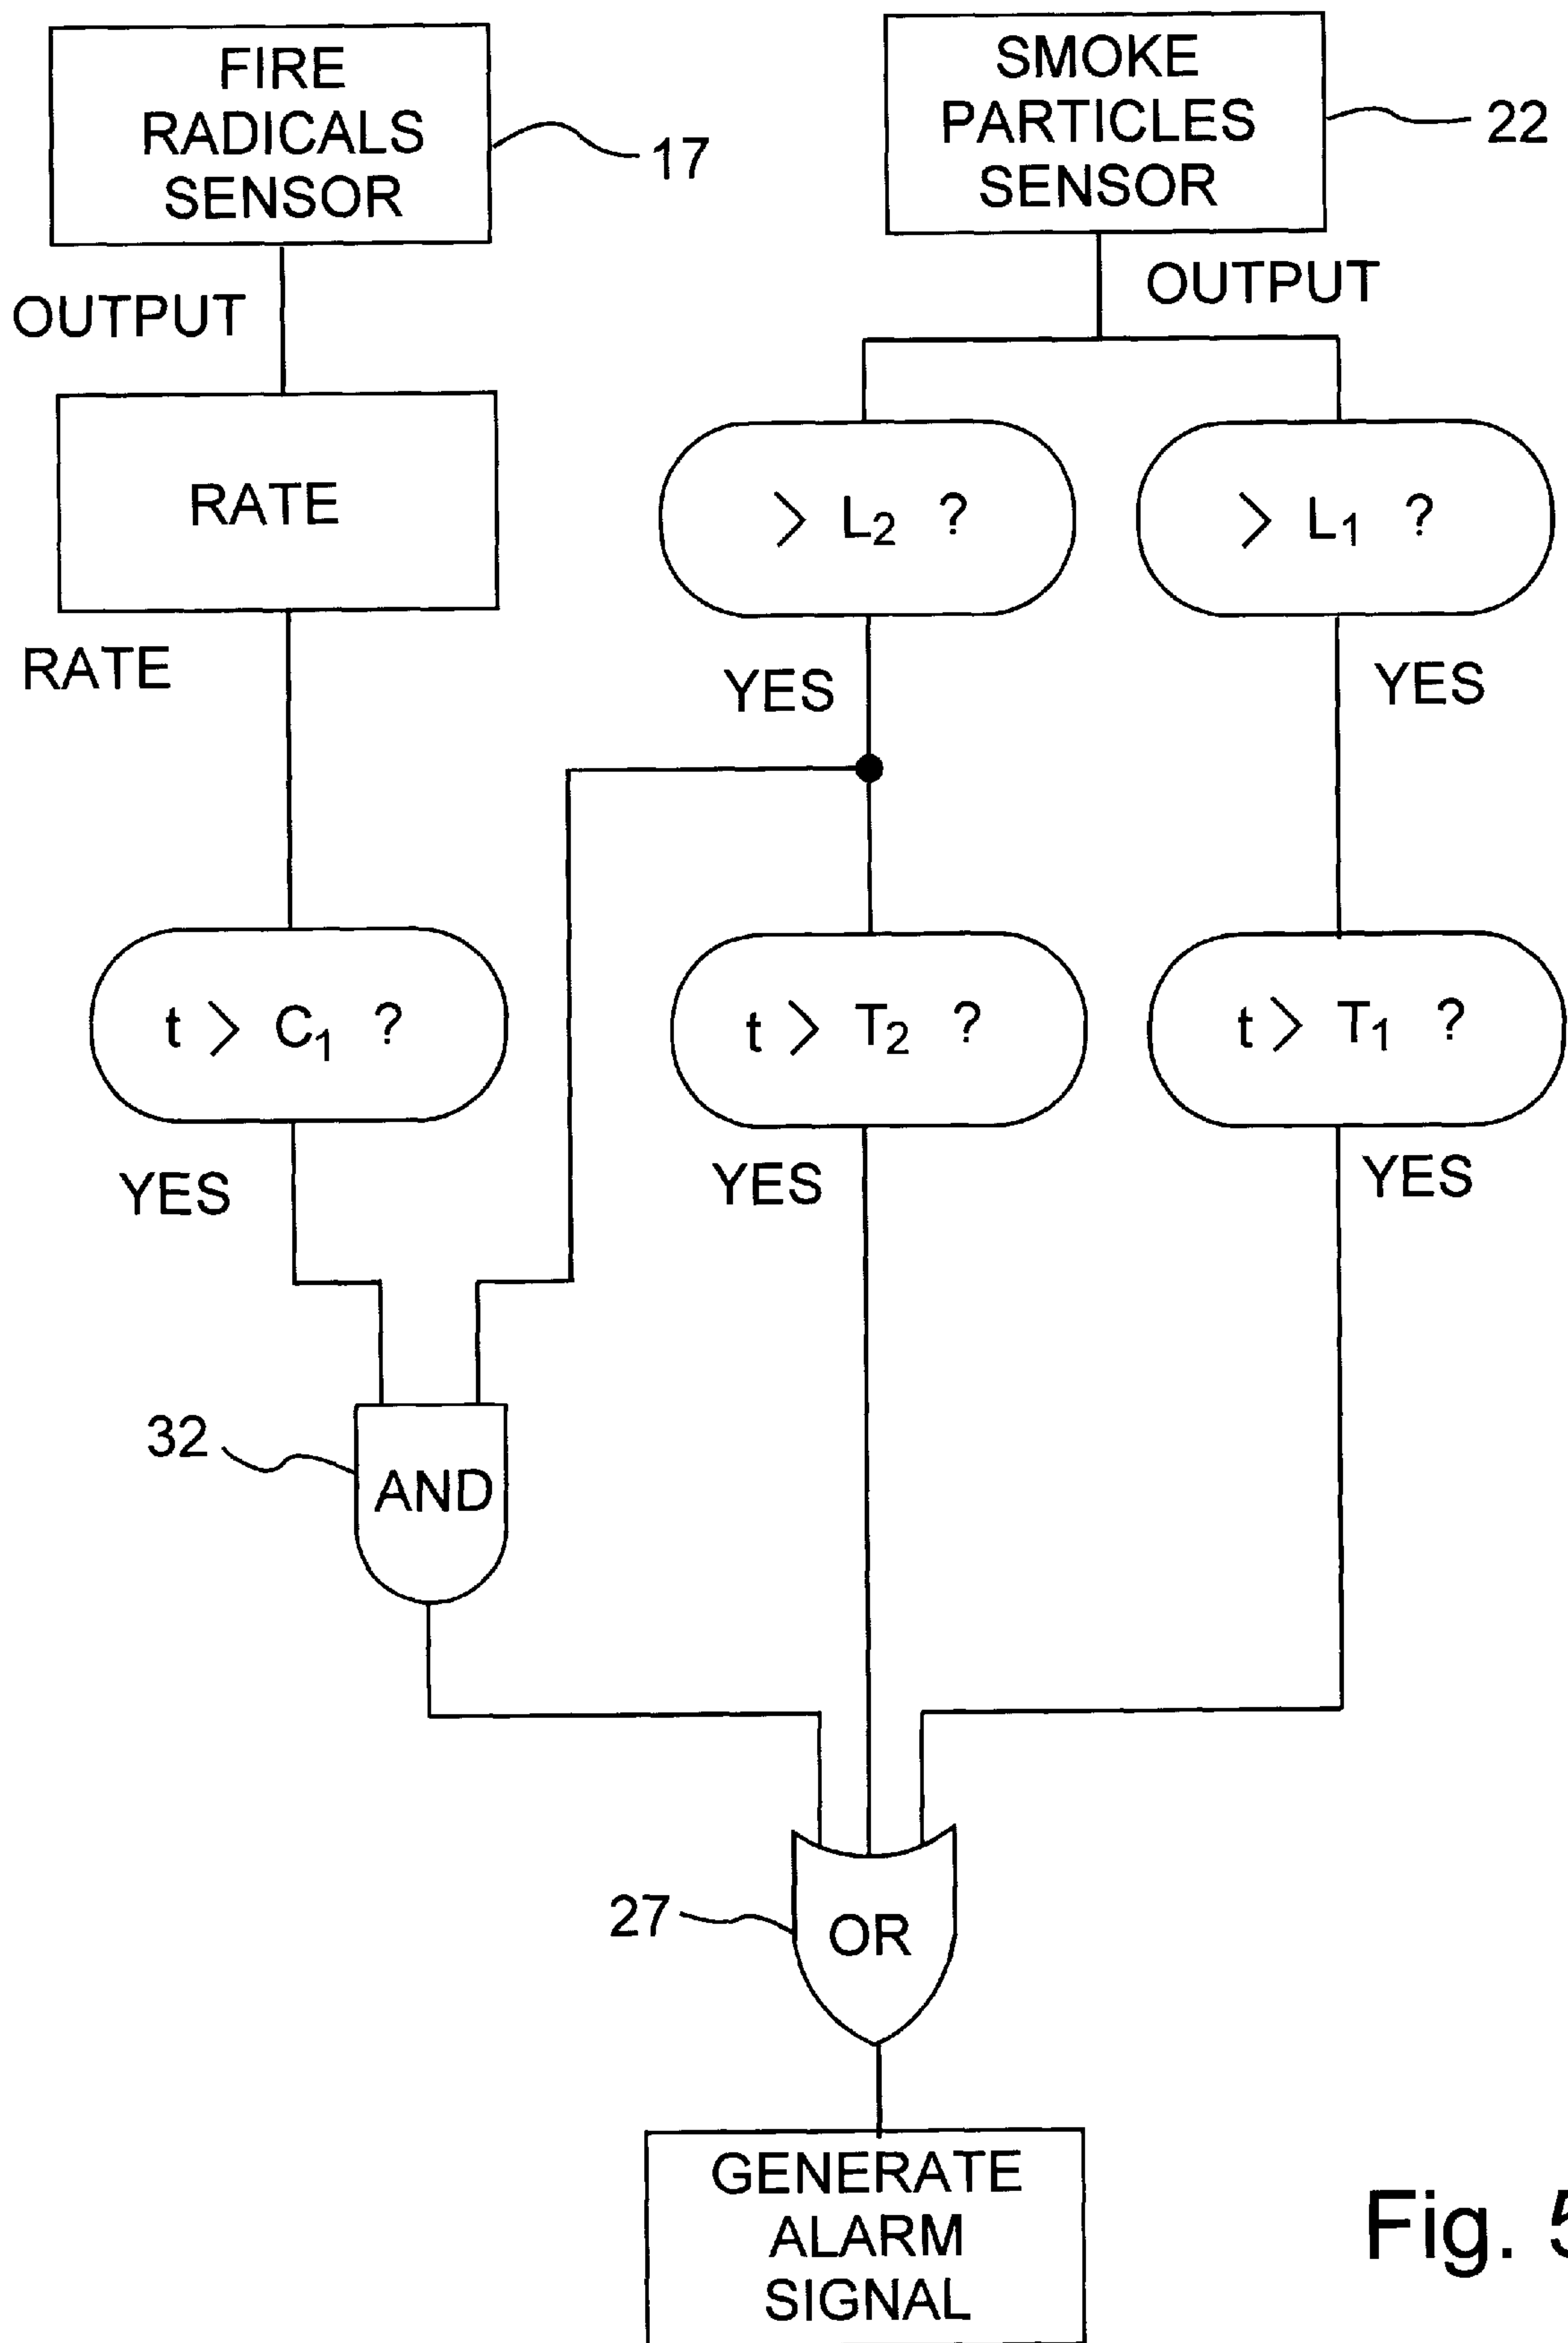 FIRE
RADICALS
SENSOR
17
SMOKE
PARTICLES
SENSOR
22
OUTPUT
OUTPUT
RATE
> L2 ?
> L1 ?
RATE
YES
YES
t > C1 ?
t > T2 ?
t > T1 ?
YES
YES
YES
32
AND
27
OR
GENERATE
ALARM
SIGNAL
Fig. 5